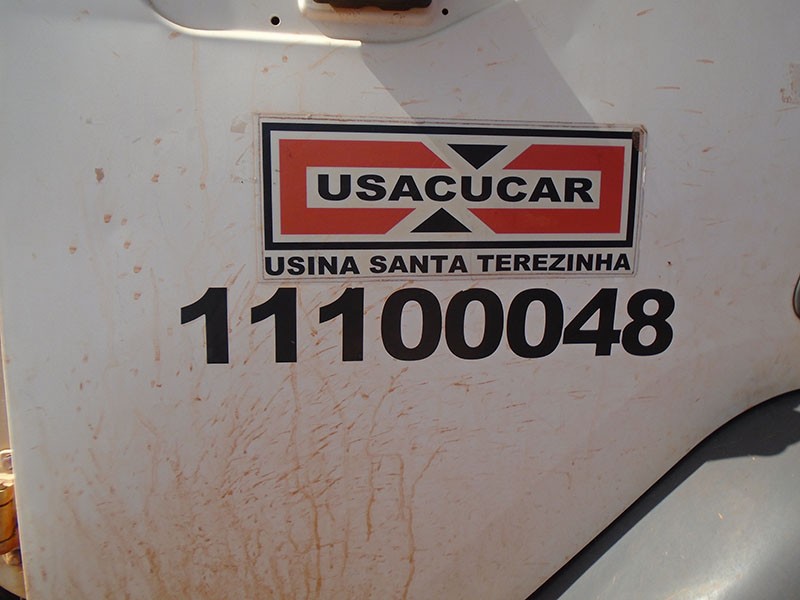 USACUCAR
USINA SANTA TEREZINHA
11100048